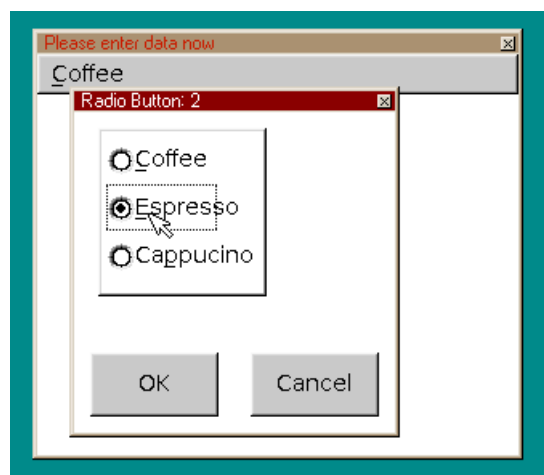 Please enter data now
Coffee
Radio Button: 2
Coffee
Espresso
Cappucino
OK
Cancel